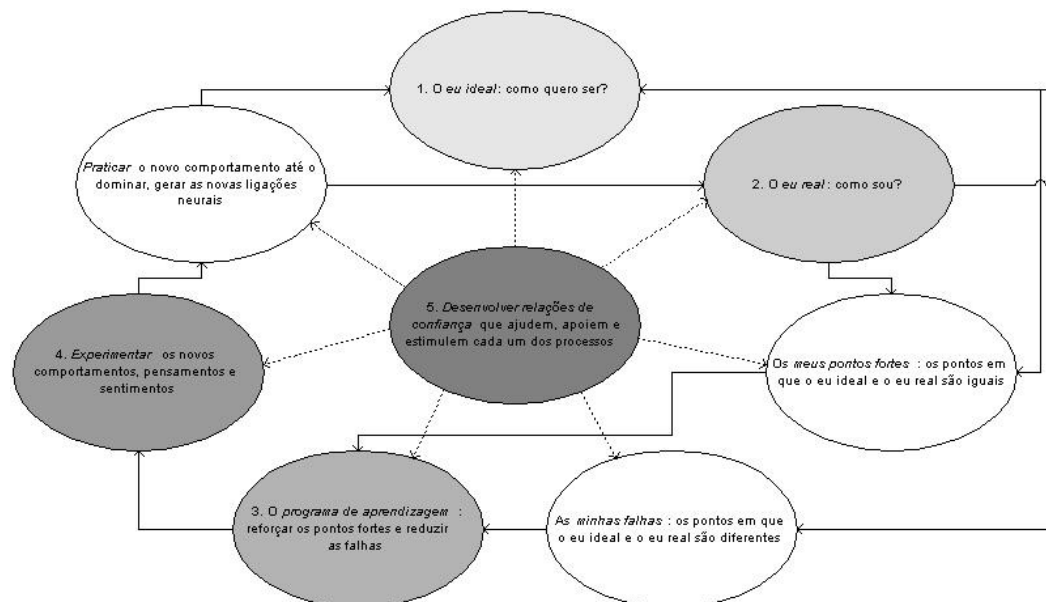 1. O eu ideal: como quero ser?
Praticar o novo comportamento até o
dominar, gerar as novas ligações
neurais
2. O eu real: como sou?
5. Desenvolver relações de
confiança que ajudem, apoiem e
estimulem cada um dos processos
4. Experimentar os novos
comportamentos, pensamentos e
sentimentos
Os meus pontos fortes : os pontos em
que o eu ideal e o eu real são iguais
3. O programa de aprendizagem :
reforçar os pontos fortes e reduzir
as falhas
As minhas falhas : os pontos em que
o eu ideal e o eu real são diferentes